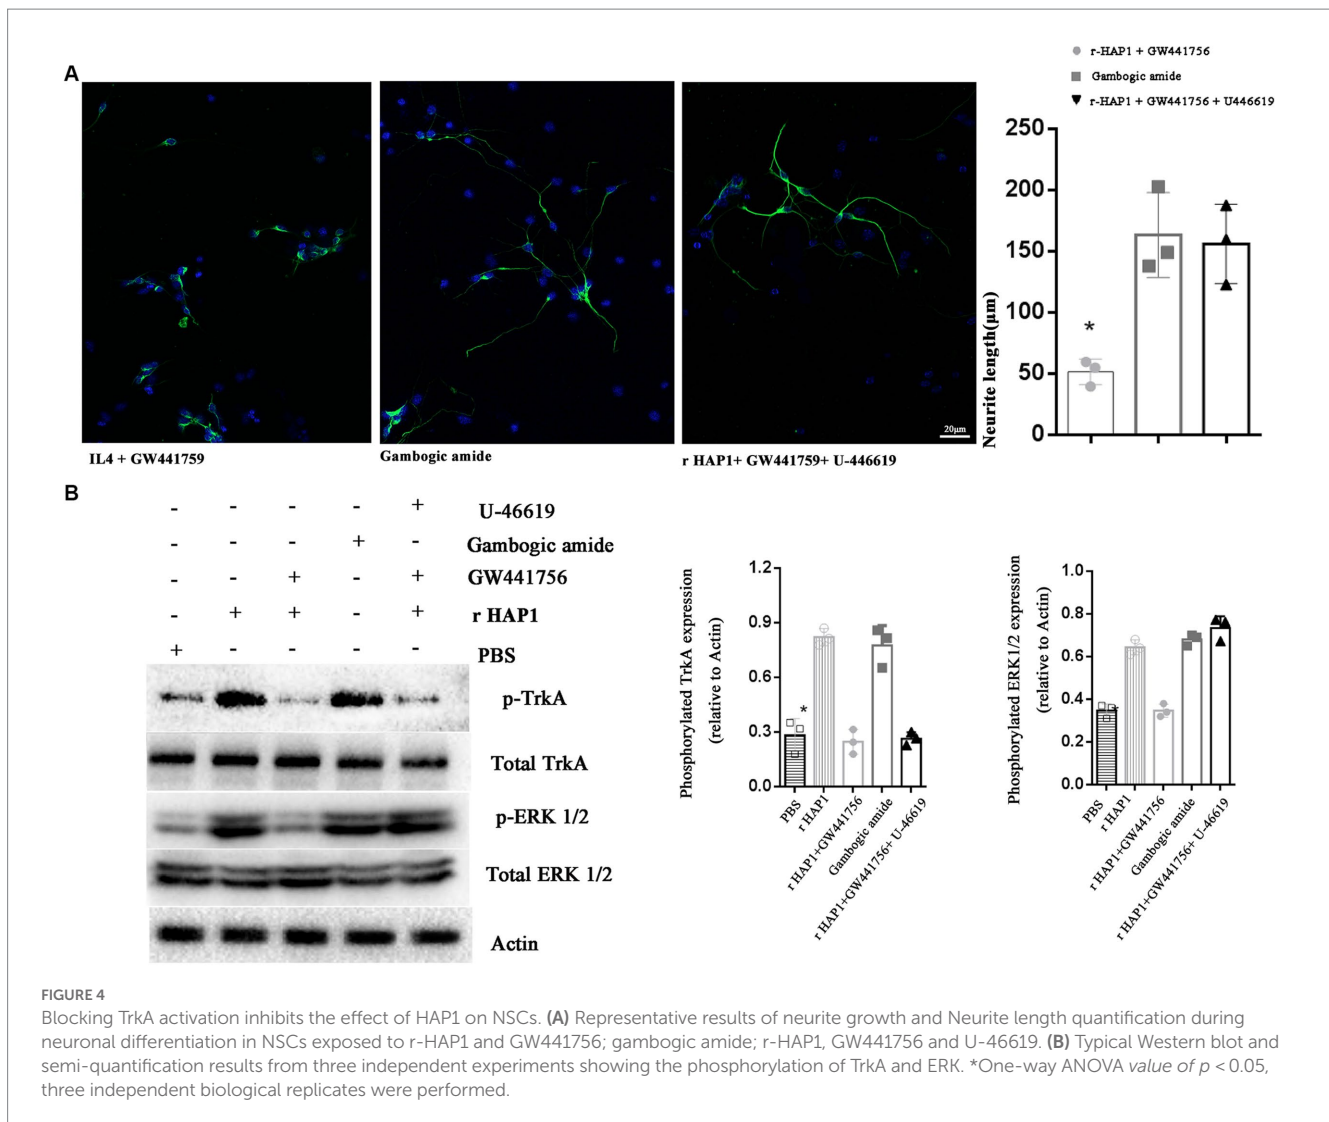 A
IL4 + GW441759
Gambogic amide
r HAP1+ GW441759+ U-446619
20μm
r-HAP1 + GW441756
Gambogic amide
r-HAP1 + GW441756 + U446619
Neurite length(μm)
250
200
150
100
50
0
*
B
- - - - + U-46619
- - - + - Gambogic amide
- - + - + GW441756
- + + - + r HAP1
+ - - - - PBS
p-TrkA
Total TrkA
p-ERK 1/2
Total ERK 1/2
Actin
Phosphorylated TrkA expression
(relative to Actin)
1.2
0.9
0.6
0.3
0.0
*
PBS
r HAP1
r HAP1+GW441756
Gambogic amide
r HAP1+GW441756+ U-46619
Phosphorylated ERK1/2 expression
(relative to Actin)
1.0
0.8
0.6
0.4
0.2
0.0
*
PBS
r HAP1
r HAP1+GW441756
Gambogic amide
r HAP1+GW441756+ U-46619
FIGURE 4
Blocking TrkA activation inhibits the effect of HAP1 on NSCs. (A) Representative results of neurite growth and Neurite length quantification during
neuronal differentiation in NSCs exposed to r-HAP1 and GW441756; gambogic amide; r-HAP1, GW441756 and U-46619. (B) Typical Western blot and
semi-quantification results from three independent experiments showing the phosphorylation of TrkA and ERK. *One-way ANOVA value of p < 0.05,
three independent biological replicates were performed.